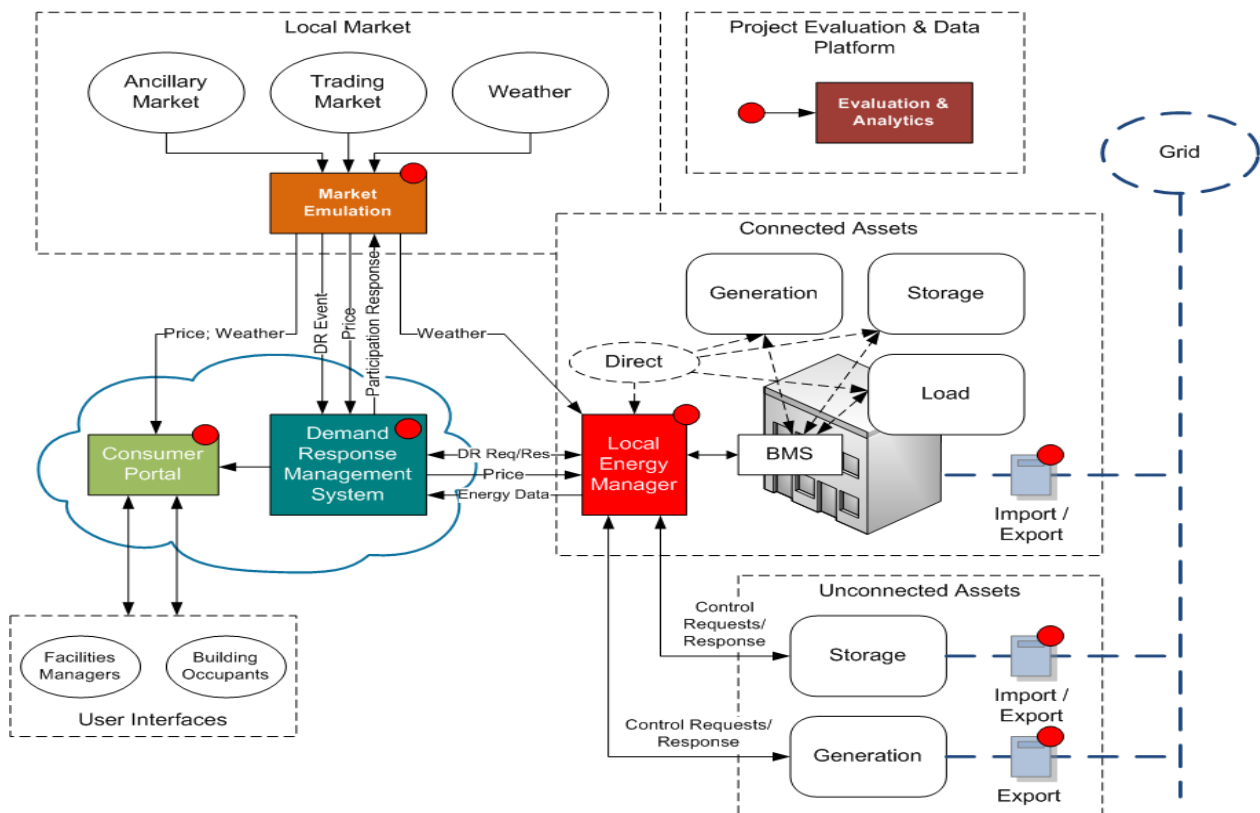 Local Market
Ancillary
Market
Trading
Market
Weather
Market
Emulation
Project Evaluation & Data
Platform
Evaluation &
Analytics
Grid
Price; Weather
DR Event
Price
Participation Response
Weather
Connected Assets
Generation
Storage
Direct
Load
BMS
Import /
Export
Consumer
Portal
Demand
Response
Management
System
DR Req/Res
Price
Energy Data
Local
Energy
Manager
Facilities
Managers
Building
Occupants
User Interfaces
Unconnected Assets
Control
Requests/
Response
Storage
Import /
Export
Control Requests/
Response
Generation
Export